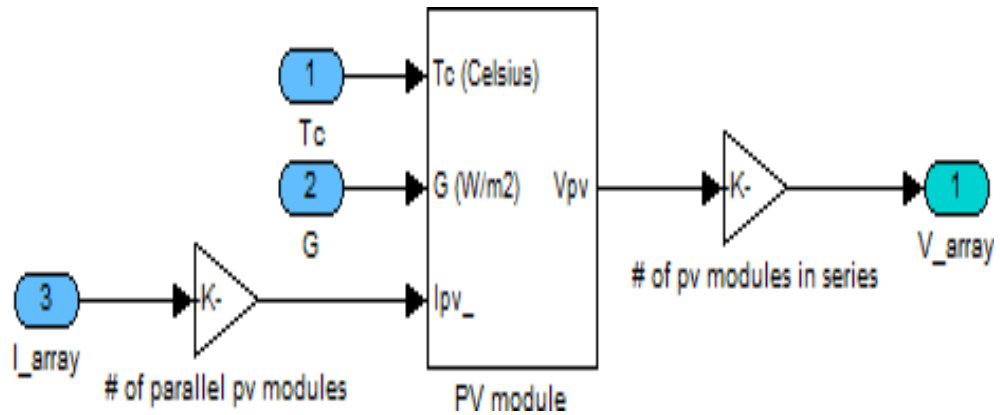 1
Tc (Celsius)
Tc
2
G (W/m2)
Vpv
K-
1
G
V_array
# of pv modules in series
3
K-
Ipv_
I_array
# of parallel pv modules
PV module